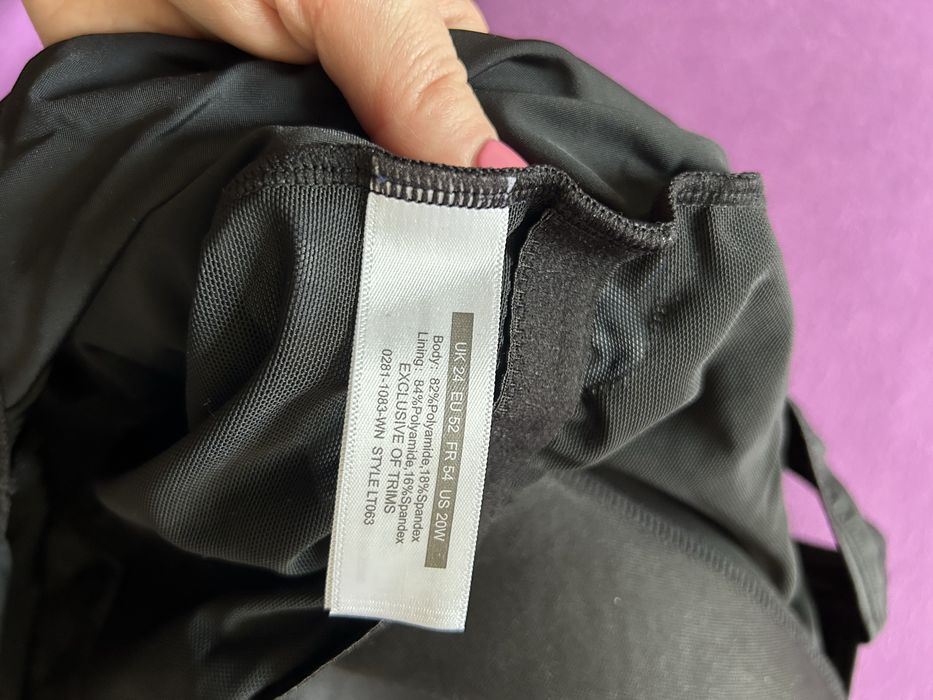 UK 24 EU 52 FR 54 US 20W
Body: 82%Polyamide,18%Spandex
Lining: 84%Polyamide,16%Spandex
EXCLUSIVE OF TRIMS
0281-1083-WN STYLE LT063